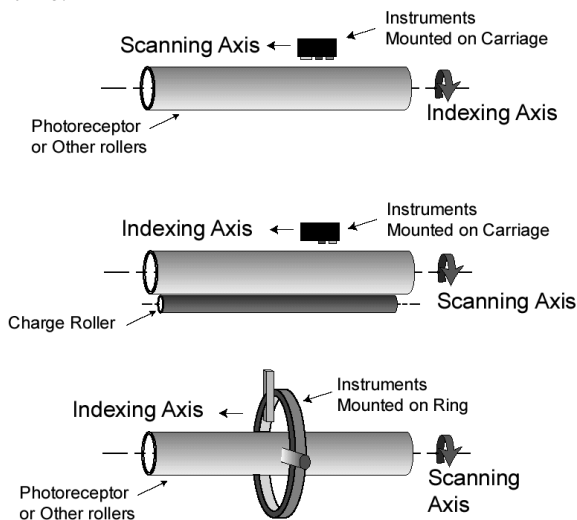 Instruments
Mounted on Carriage
Scanning Axis
Indexing Axis
Photoreceptor
or Other rollers
Instruments
Mounted on Carriage
Indexing Axis
Scanning Axis
Charge Roller
Instruments
Mounted on Ring
Indexing Axis
Scanning
Axis
Photoreceptor
or Other rollers